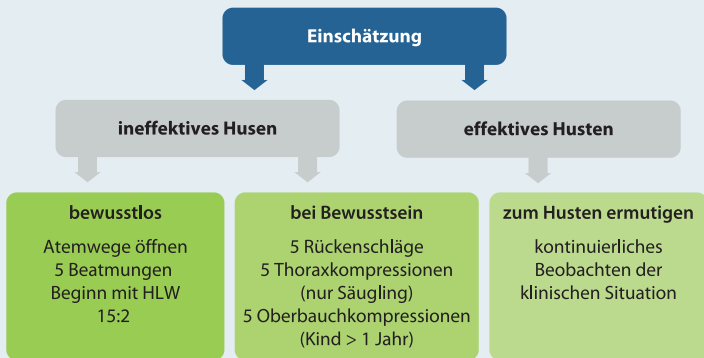 Einschätzung
ineffektives Husen
effektives Husten
bewusstlos
Atemwege öffnen
5 Beatmungen
Beginn mit HLW
15:2
bei Bewusstsein
5 Rückenschläge
5 Thoraxkompressionen
(nur Säugling)
5 Oberbauchkompressionen
(Kind > 1 Jahr)
zum Husten ermutigen
kontinuierliches
Beobachten der
klinischen Situation